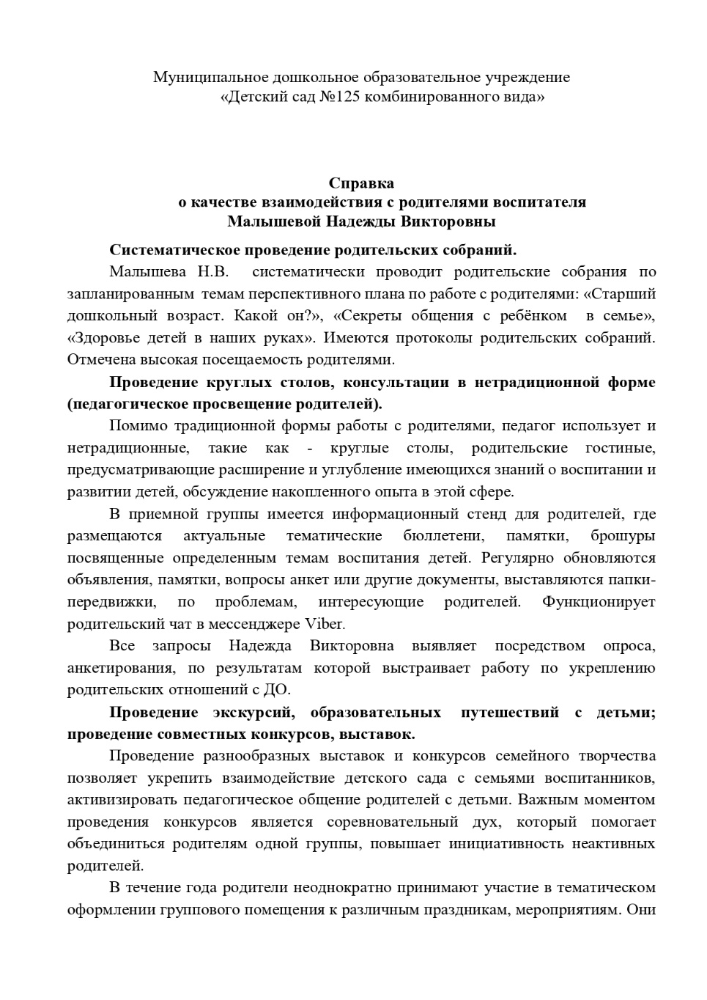 Муниципальное дошкольное образовательное учреждение
«Детский сад №125 комбинированного вида»
Справка
о качестве взаимодействия с родителями воспитателя
Малышевой Надежды Викторовны
Систематическое проведение родительских собраний.
Малышева Н.В. систематически проводит родительские собрания по
запланированным темам перспективного плана по работе с родителями: «Старший
дошкольный возраст. Какой он?», «Секреты общения с ребёнком в семье»,
«Здоровье детей в наших руках». Имеются протоколы родительских собраний.
Отмечена высокая посещаемость родителями.
Проведение круглых столов, консультации в нетрадиционной форме
(педагогическое просвещение родителей).
Помимо традиционной формы работы с родителями, педагог использует и
нетрадиционные, такие как - круглые столы, родительские гостиные,
предусматривающие расширение и углубление имеющихся знаний о воспитании и
развитии детей, обсуждение накопленного опыта в этой сфере.
В приемной группы имеется информационный стенд для родителей, где
размещаются актуальные тематические бюллетени, памятки, брошуры
посвященные определенным темам воспитания детей. Регулярно обновляются
объявления, памятки, вопросы анкет или другие документы, выставляются папки-
передвижки, по проблемам, интересующие родителей. Функционирует
родительский чат в мессенджере Viber.
Все запросы Надежда Викторовна выявляет посредством опроса,
анкетирования, по результатам которой выстраивает работу по укреплению
родительских отношений с ДО.
Проведение экскурсий, образовательных путешествий с детьми;
проведение совместных конкурсов, выставок.
Проведение разнообразных выставок и конкурсов семейного творчества
позволяет укрепить взаимодействие детского сада с семьями воспитанников,
активизировать педагогическое общение родителей с детьми. Важным моментом
проведения конкурсов является соревновательный дух, который помогает
объединиться родителям одной группы, повышает инициативность неактивных
родителей.
В течение года родители неоднократно принимают участие в тематическом
оформлении группового помещения к различным праздникам, мероприятиям. Они